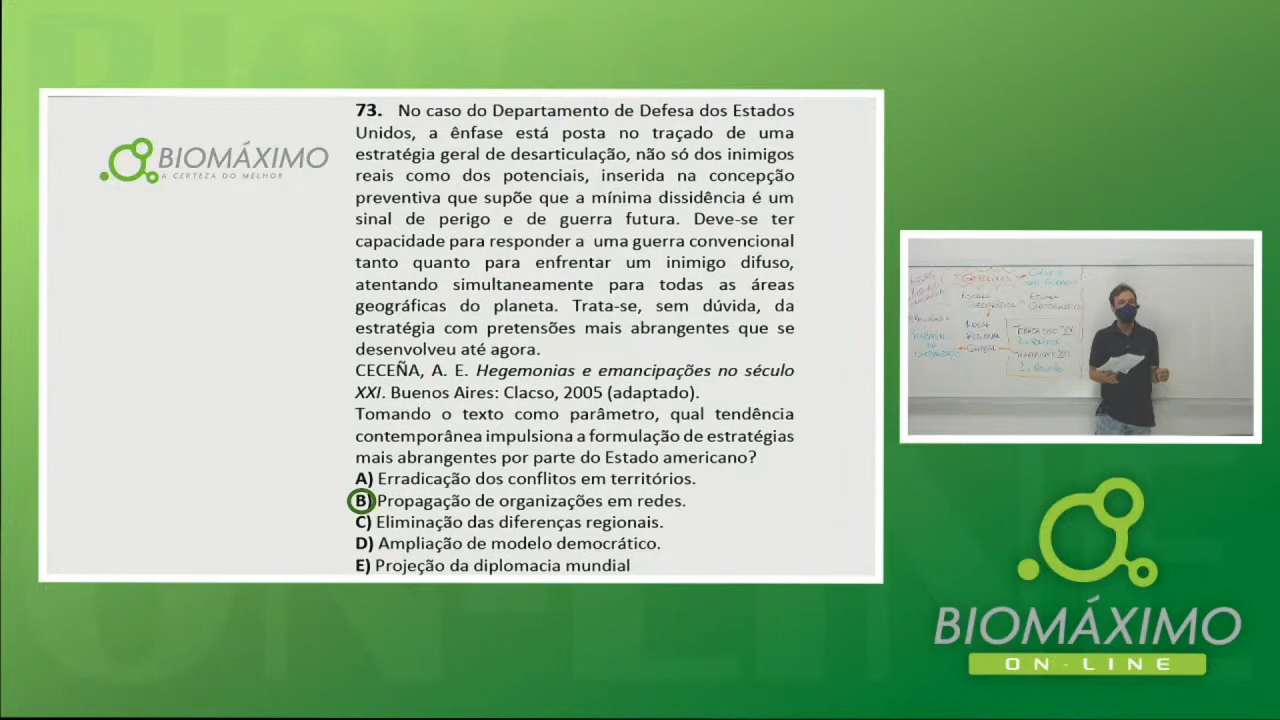 BIOMÁXIMO
A CERTEZA DO MELHOR
73. No caso do Departamento de Defesa dos Estados
Unidos, a ênfase está posta no traçado de uma
estratégia geral de desarticulação, não só dos inimigos
reais como dos potenciais, inserida na concepção
preventiva que supõe que a mínima dissidência é um
sinal de perigo e de guerra futura. Deve-se ter
capacidade para responder a uma guerra convencional
tanto quanto para enfrentar um inimigo difuso,
atentando simultaneamente para todas as áreas
geográficas do planeta. Trata-se, sem dúvida, da
estratégia com pretensões mais abrangentes que se
desenvolveu até agora.
CECEÑA, A. E. Hegemonias e emancipações no século
XXI. Buenos Aires: Clacso, 2005 (adaptado).
Tomando o texto como parâmetro, qual tendência
contemporânea impulsiona a formulação de estratégias
mais abrangentes por parte do Estado americano?
A) Erradicação dos conflitos em territórios.
B) Propagação de organizações em redes.
C) Eliminação das diferenças regionais.
D) Ampliação de modelo democrático.
E) Projeção da diplomacia mundial
BIOMÁXIMO
ON-LINE